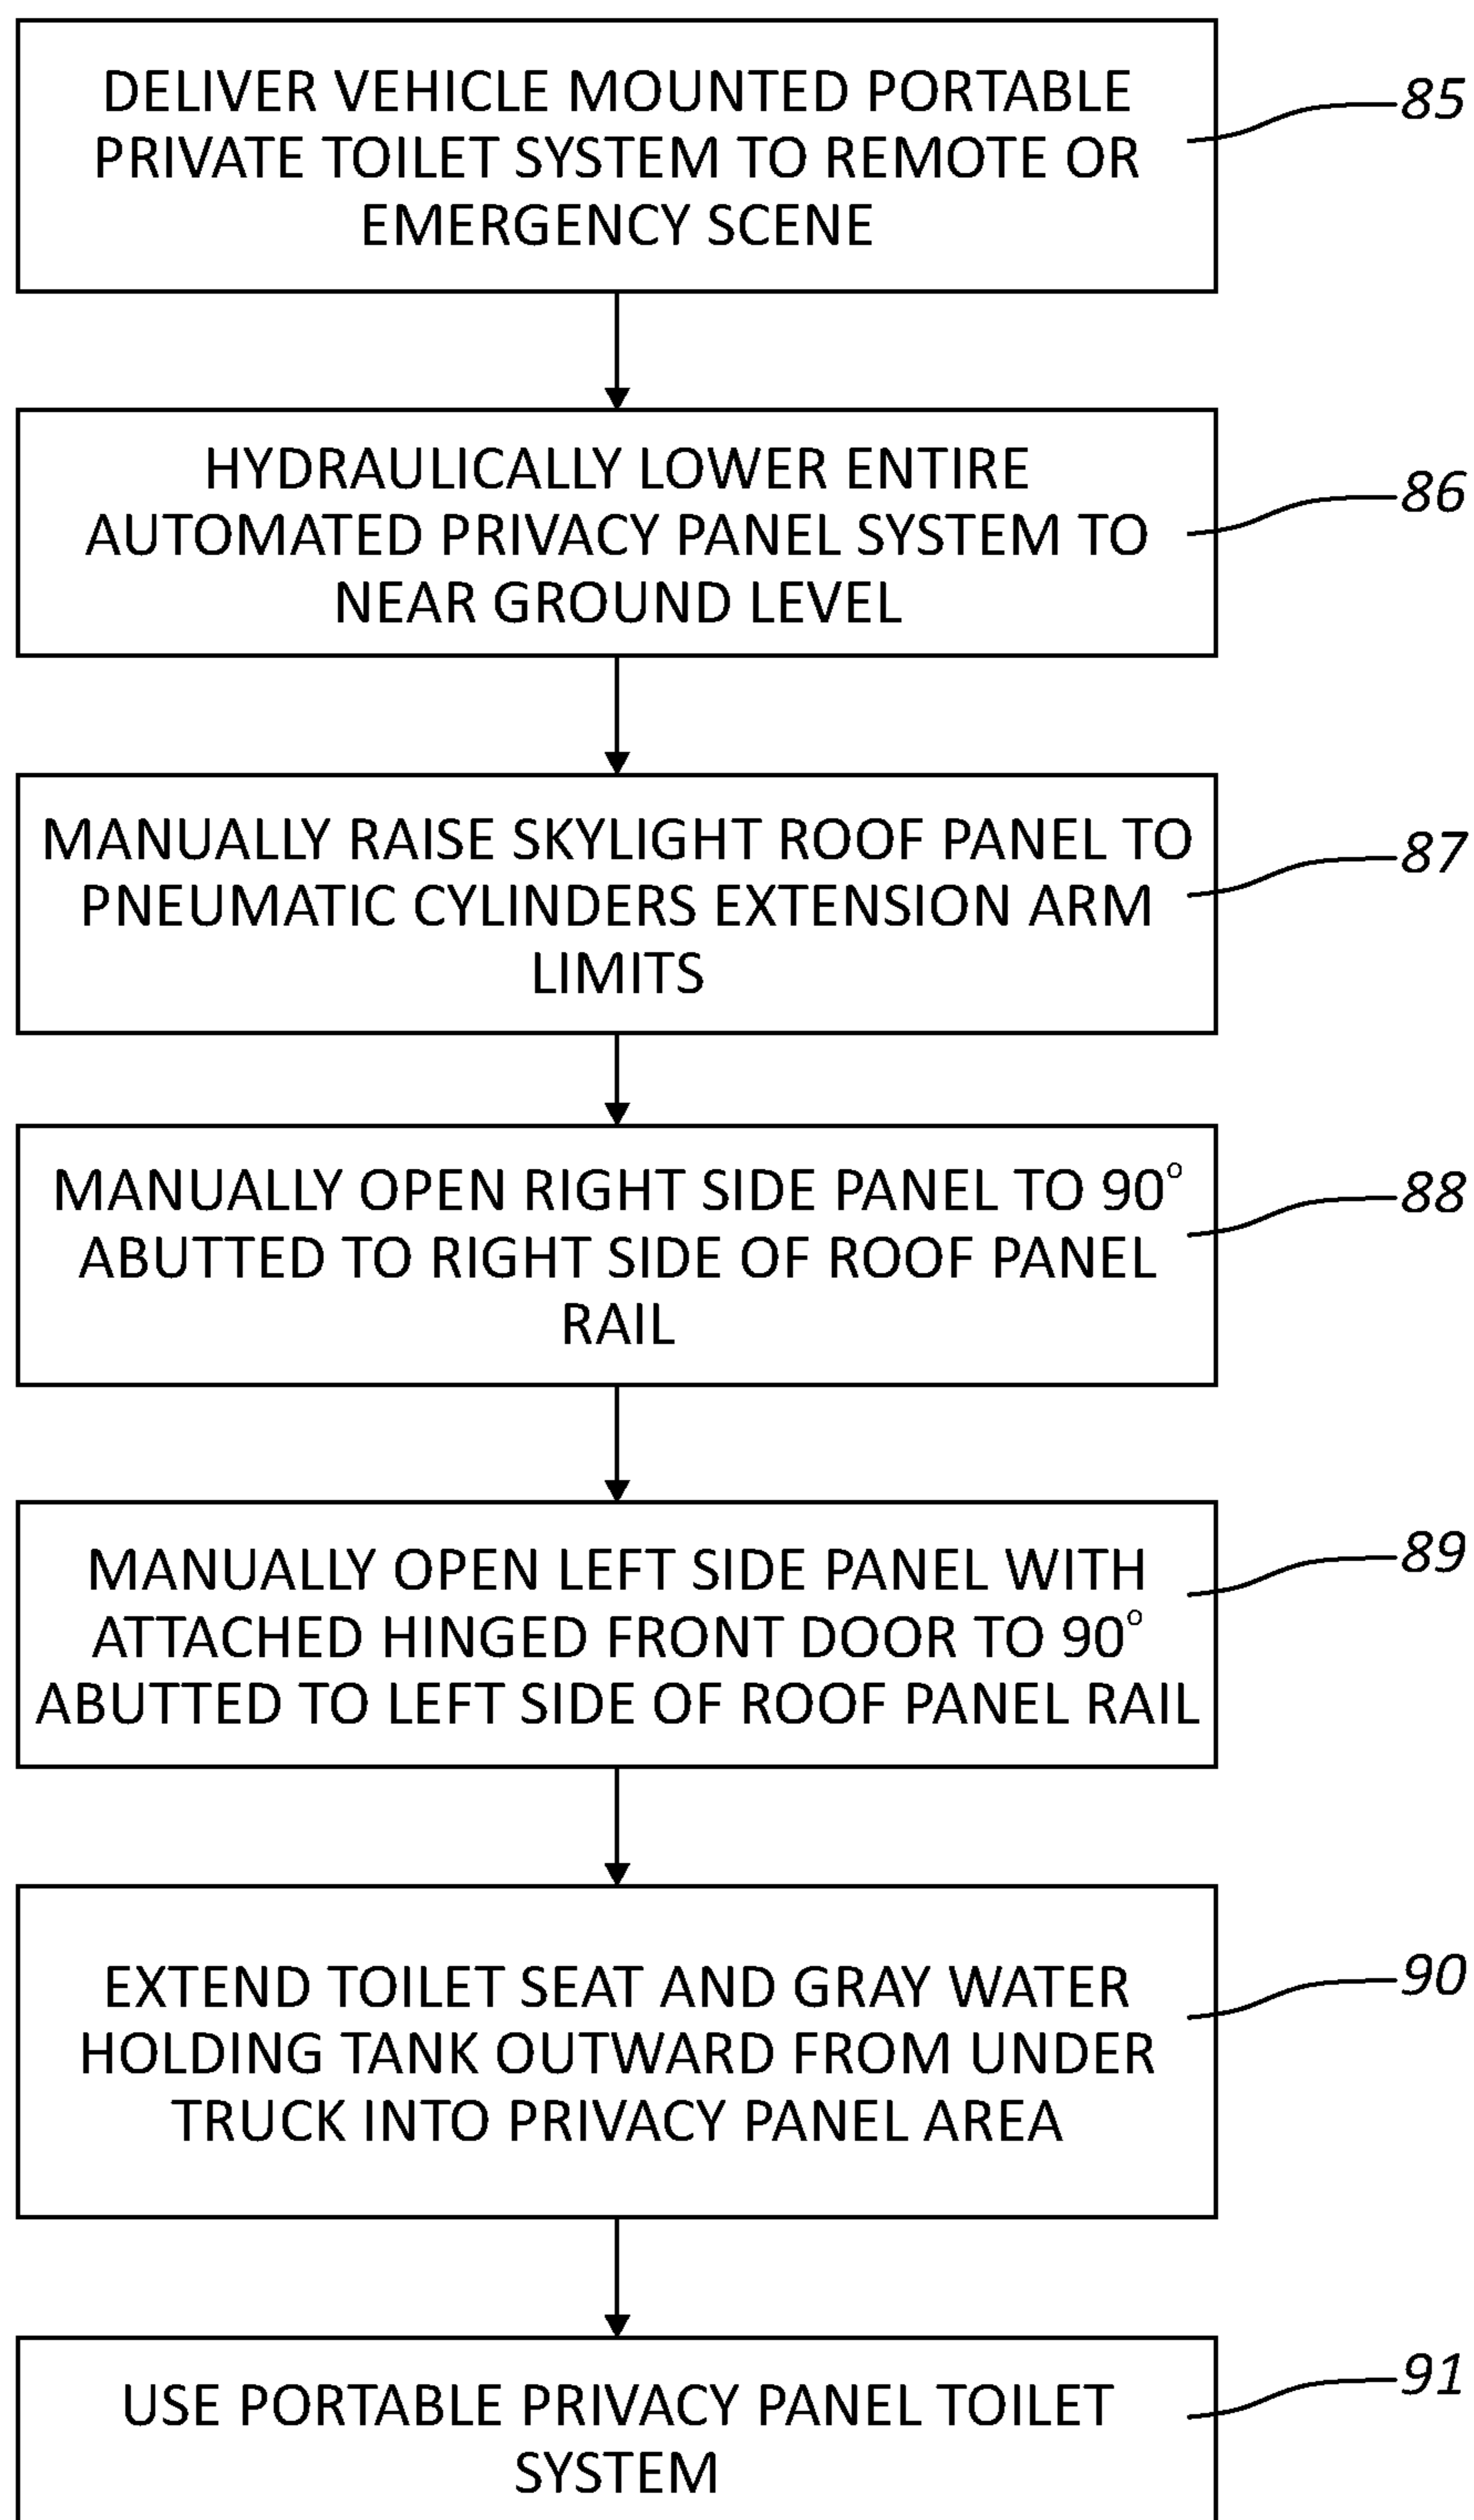 DELIVER VEHICLE MOUNTED PORTABLE
PRIVATE TOILET SYSTEM TO REMOTE OR
EMERGENCY SCENE
85
HYDRAULICALLY LOWER ENTIRE
AUTOMATED PRIVACY PANEL SYSTEM TO
NEAR GROUND LEVEL
86
MANUALLY RAISE SKYLIGHT ROOF PANEL TO
PNEUMATIC CYLINDERS EXTENSION ARM
LIMITS
87
MANUALLY OPEN RIGHT SIDE PANEL TO 90°
ABUTTED TO RIGHT SIDE OF ROOF PANEL
RAIL
88
MANUALLY OPEN LEFT SIDE PANEL WITH
ATTACHED HINGED FRONT DOOR TO 90°
ABUTTED TO LEFT SIDE OF ROOF PANEL RAIL
89
EXTEND TOILET SEAT AND GRAY WATER
HOLDING TANK OUTWARD FROM UNDER
TRUCK INTO PRIVACY PANEL AREA
90
USE PORTABLE PRIVACY PANEL TOILET
SYSTEM
91